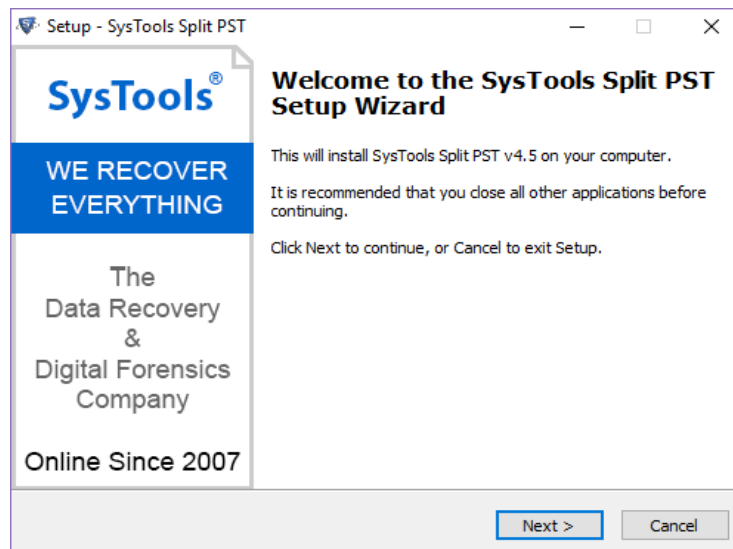 Setup - SysTools Split PST
SysTools®
WE RECOVER
EVERYTHING
The
Data Recovery
&
Digital Forensics
Company
Online Since 2007
Welcome to the SysTools Split PST
Setup Wizard
This will install SysTools Split PST v4.5 on your computer.
It is recommended that you close all other applications before
continuing.
Click Next to continue, or Cancel to exit Setup.
Next >
Cancel